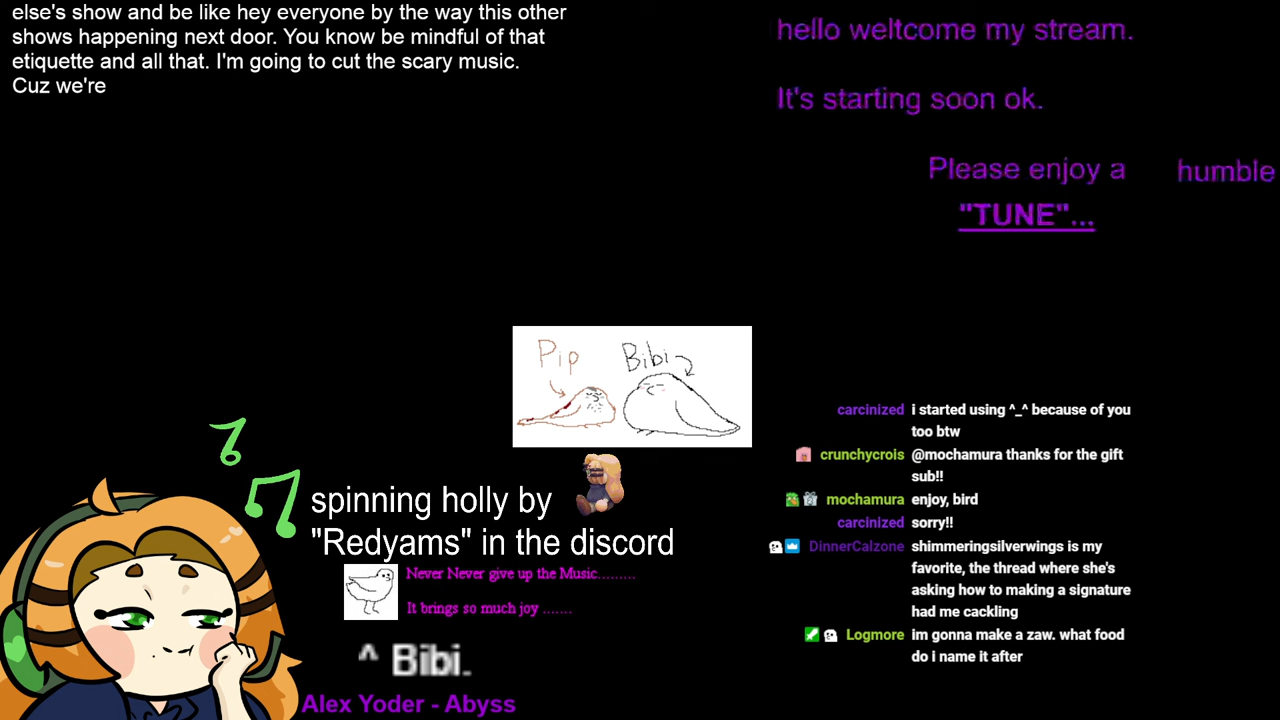 else's show and be like hey everyone by the way this other
shows happening next door. You know be mindful of that
etiquette and all that. I'm going to cut the scary music.
Cuz we're
hello weltcome my stream.
It's starting soon ok.
Please enjoy a humble
"TUNE"...
Pip
Bibi
spinning holly by
"Redyams" in the discord
Never Never give up the Music.........
It brings so much joy .......
^ Bibi.
Alex Yoder - Abyss
carcinized i started using ^_^ because of you
too btw
crunchycrois @mochamura thanks for the gift
sub!!
mochamura enjoy, bird
carcinized sorry!!
DinnerCalzone shimmeringsilverwings is my
favorite, the thread where she's
asking how to making a signature
had me cackling
Logmore im gonna make a zaw. what food
do i name it after